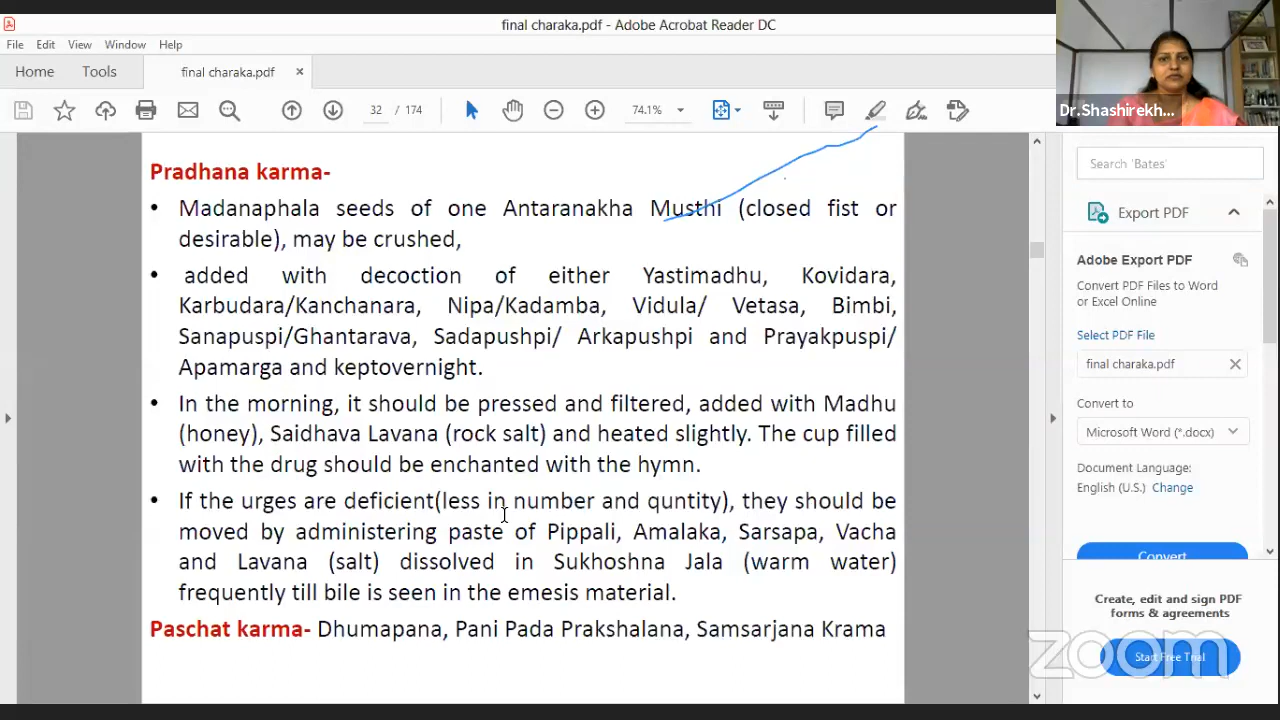 final charaka.pdf - Adobe Acrobat Reader DC
File Edit View Window Help
Home Tools final charaka.pdf ×
32 / 174 74.1%
Dr.Shashirekh...
Pradhana karma-
• Madanaphala seeds of one Antaranakha Musthi (closed fist or
desirable), may be crushed,
• added with decoction of either Yastimadhu, Kovidara,
Karbudara/Kanchanara, Nipa/Kadamba, Vidula/ Vetasa, Bimbi,
Sanapuspi/Ghantarava, Sadapushpi/ Arkapushpi and Prayakpuspi/
Apamarga and keptovernight.
• In the morning, it should be pressed and filtered, added with Madhu
(honey), Saidhava Lavana (rock salt) and heated slightly. The cup filled
with the drug should be enchanted with the hymn.
• If the urges are deficient(less in number and quntity), they should be
moved by administering paste of Pippali, Amalaka, Sarsapa, Vacha
and Lavana (salt) dissolved in Sukhoshna Jala (warm water)
frequently till bile is seen in the emesis material.
Paschat karma- Dhumapana, Pani Pada Prakshalana, Samsarjana Krama
Search 'Bates'
Export PDF
Adobe Export PDF
Convert PDF Files to Word
or Excel Online
Select PDF File
final charaka.pdf
Convert to
Microsoft Word (*.docx)
Document Language:
English (U.S.) Change
Convert
Create, edit and sign PDF
forms & agreements
Start Free Trial
zoom